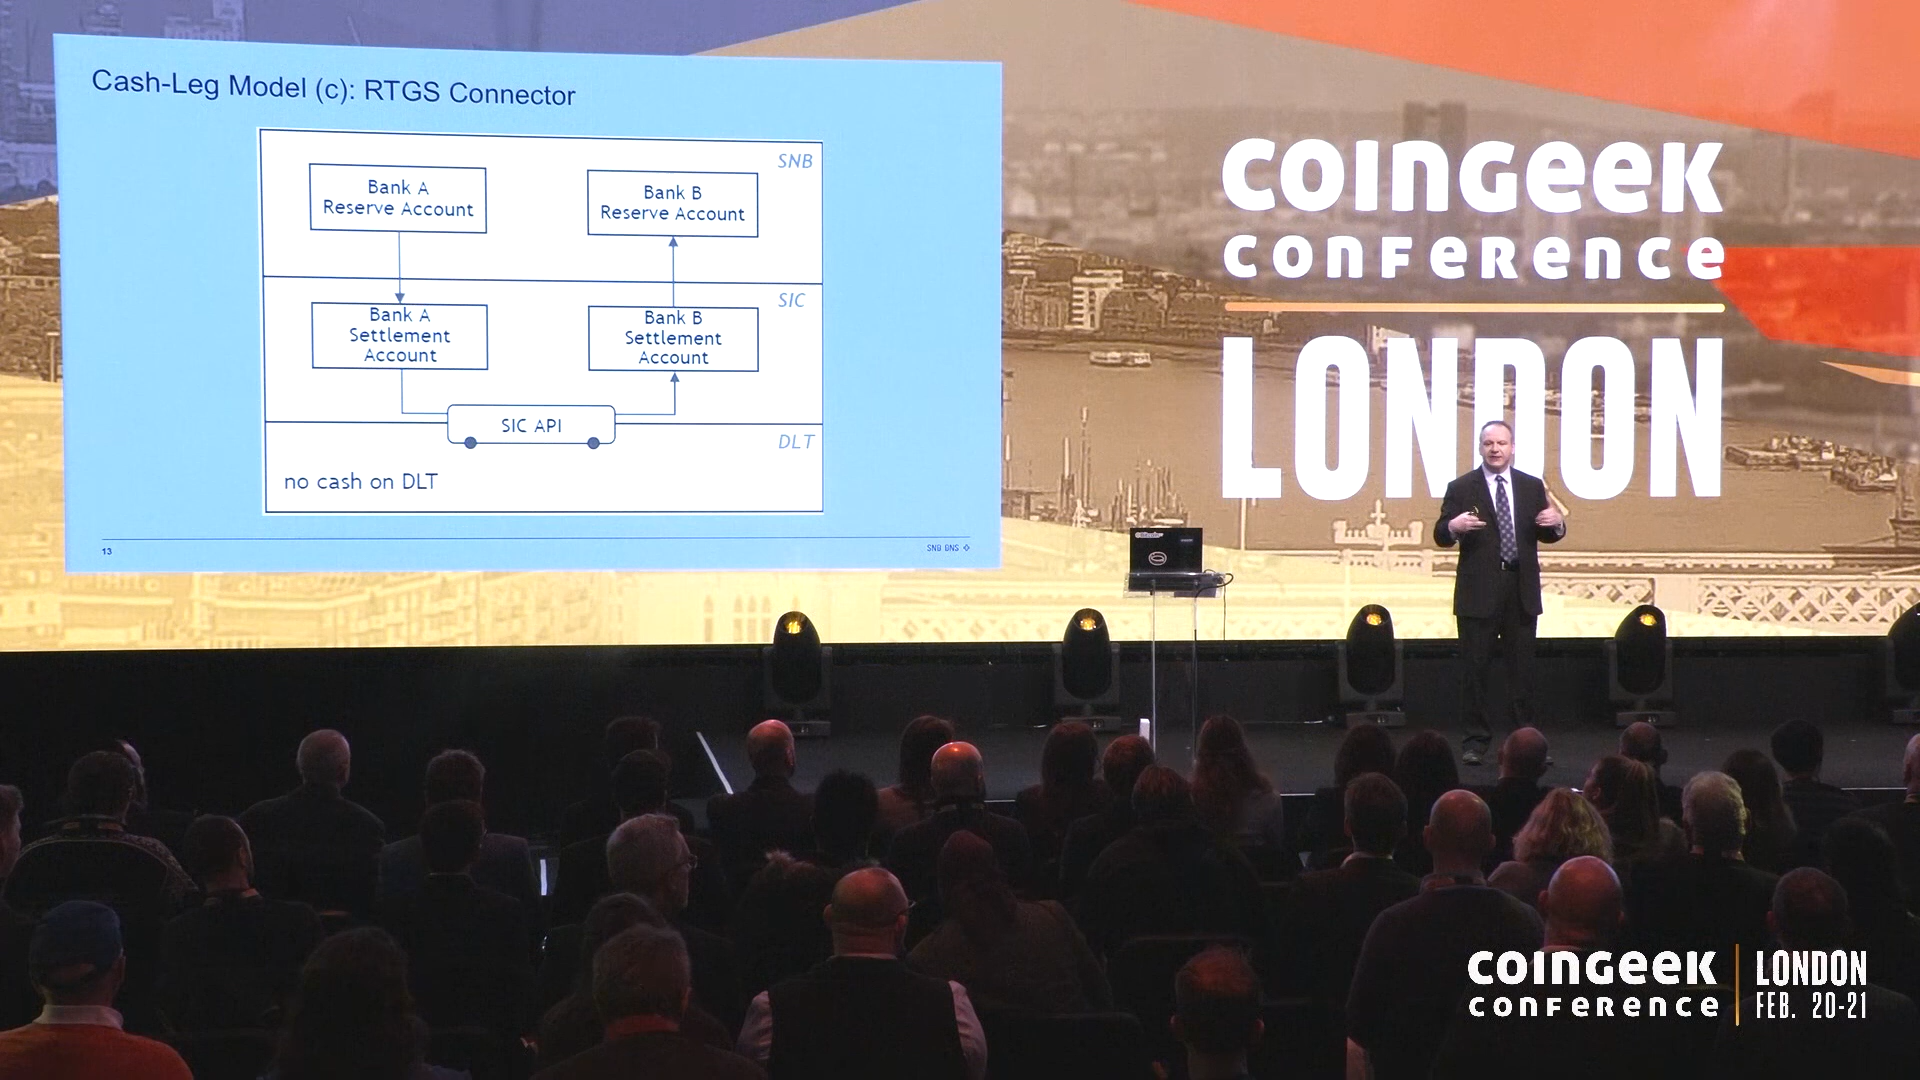 Cash-Leg Model (c): RTGS Connector
SNB
Bank A
Reserve Account
Bank B
Reserve Account
SIC
Bank A
Settlement
Account
Bank B
Settlement
Account
SIC API
DLT
no cash on DLT
13
SNB BNS
COINGEEK
CONFERENCE
LONDON
COINGEEK
CONFERENCE
LONDON
FEB. 20-21